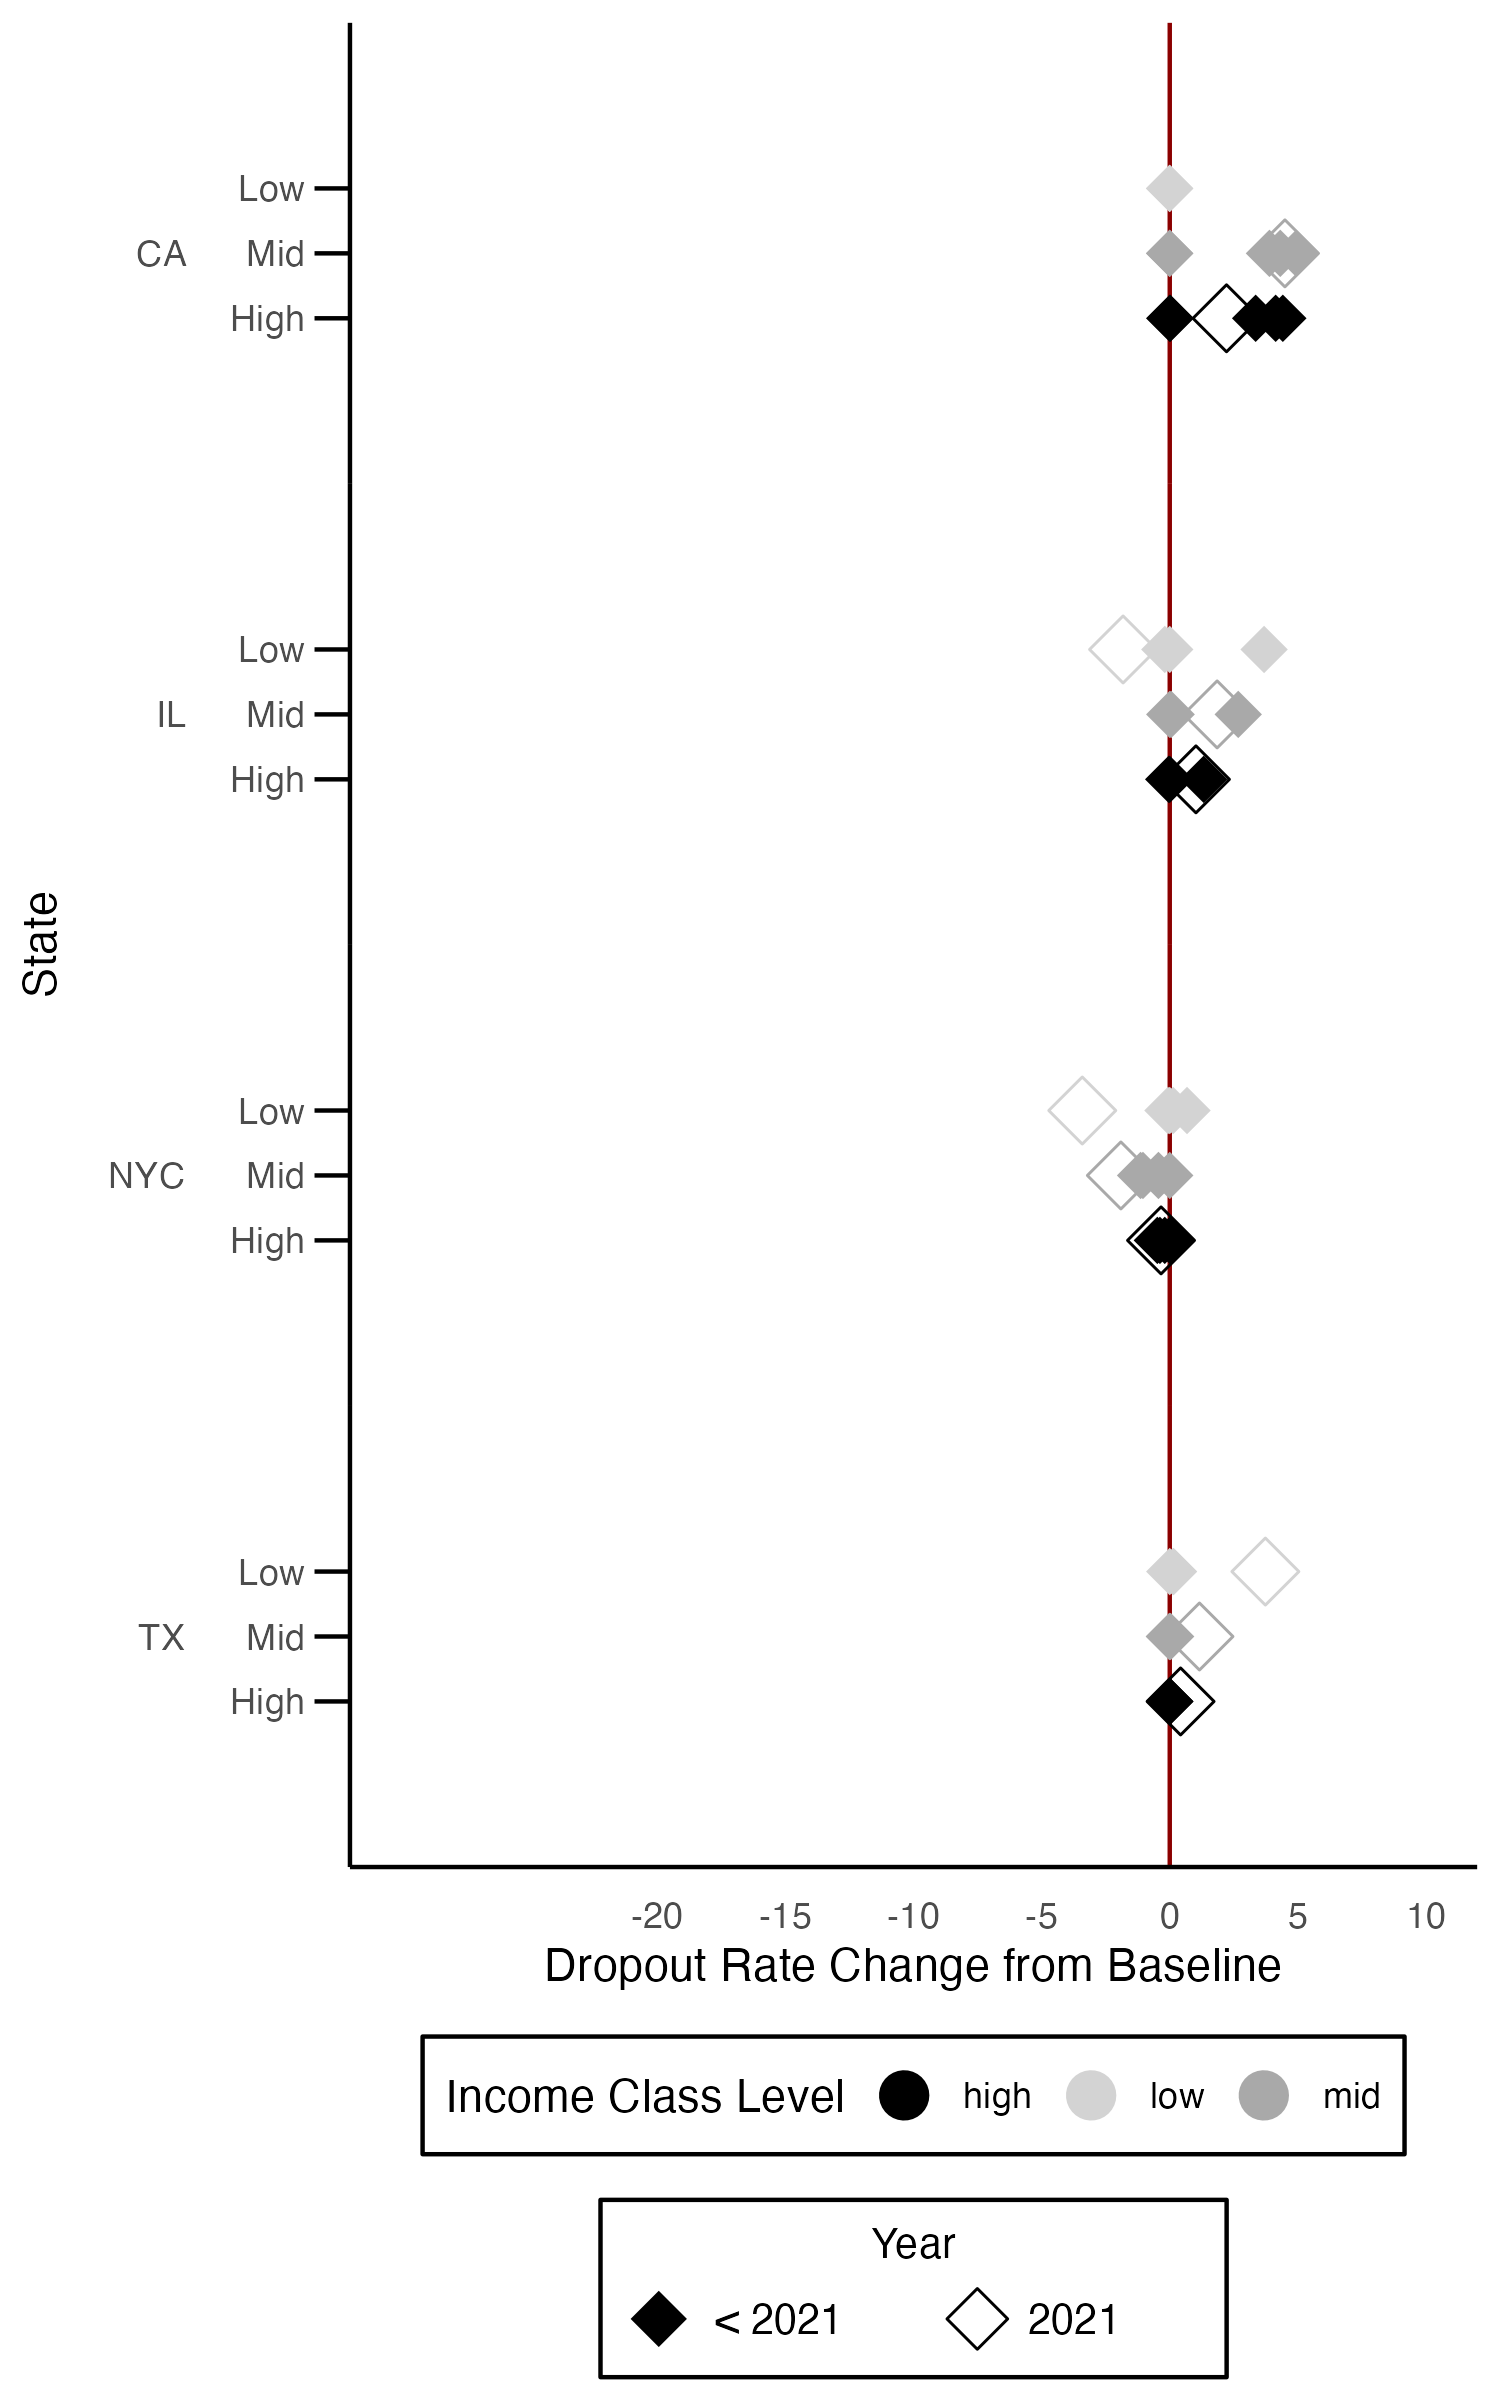 State
Low
CA Mid
High
Low
IL Mid
High
Low
NYC Mid
High
Low
TX Mid
High
-20 -15 -10 -5 0 5 10
Dropout Rate Change from Baseline
Income Class Level high low mid
Year
< 2021 2021